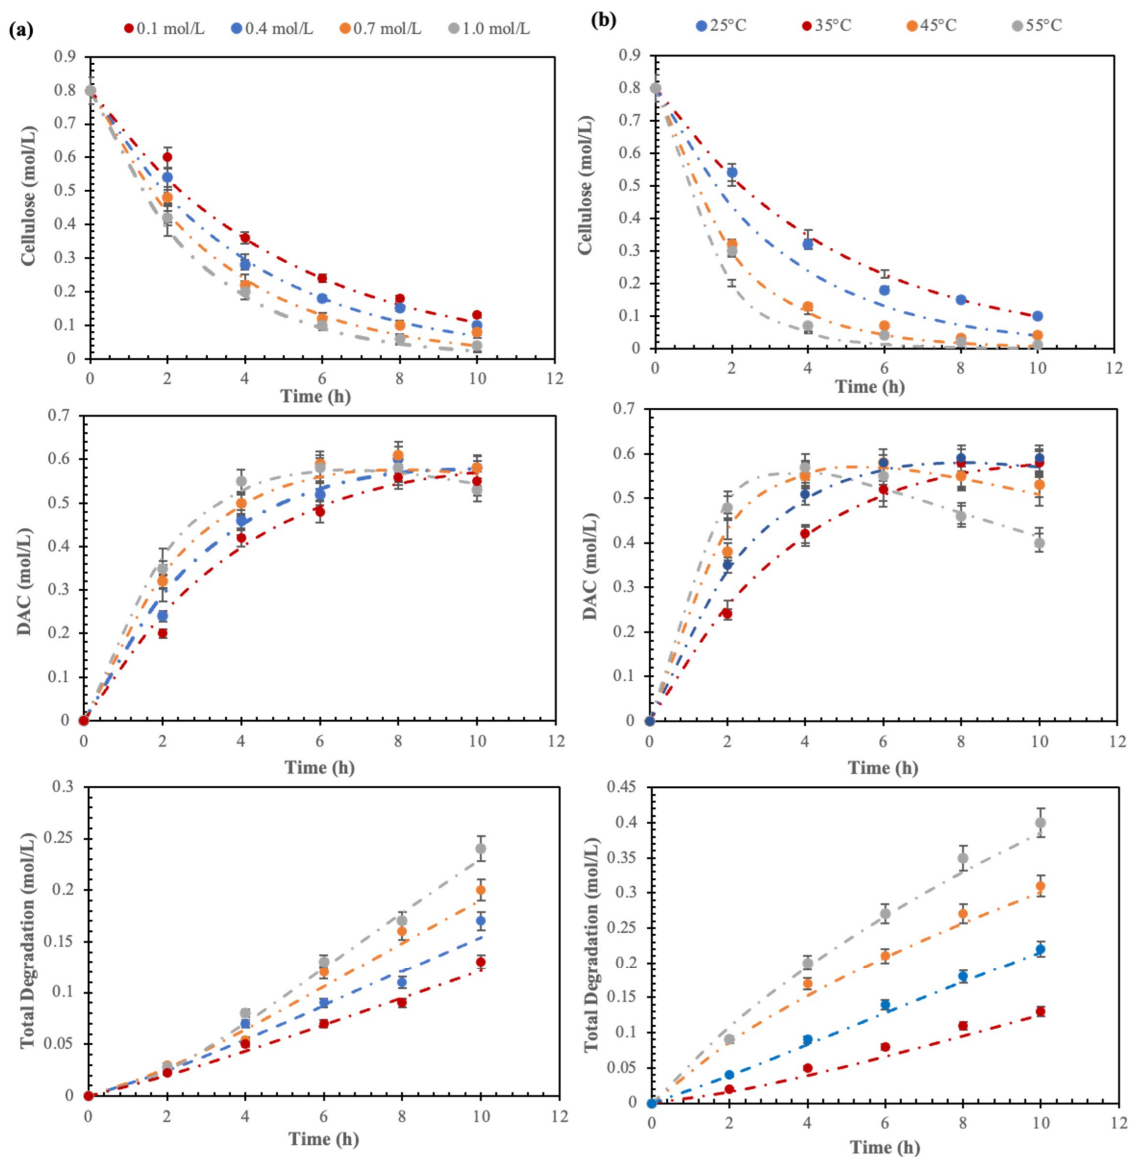 (a)
0.1 mol/L 0.4 mol/L 0.7 mol/L 1.0 mol/L
Cellulose (mol/L)
0.9
0.8
0.7
0.6
0.5
0.4
0.3
0.2
0.1
0
0 2 4 6 8 10 12
Time (h)
DAC (mol/L)
0.7
0.6
0.5
0.4
0.3
0.2
0.1
0
0 2 4 6 8 10 12
Time (h)
Total Degradation (mol/L)
0.3
0.25
0.2
0.15
0.1
0.05
0
0 2 4 6 8 10 12
Time (h)
(b)
25°C 35°C 45°C 55°C
Cellulose (mol/L)
0.9
0.8
0.7
0.6
0.5
0.4
0.3
0.2
0.1
0
0 2 4 6 8 10 12
Time (h)
DAC (mol/L)
0.7
0.6
0.5
0.4
0.3
0.2
0.1
0
0 2 4 6 8 10 12
Time (h)
Total Degradation (mol/L)
0.45
0.4
0.35
0.3
0.25
0.2
0.15
0.1
0.05
0
0 2 4 6 8 10 12
Time (h)